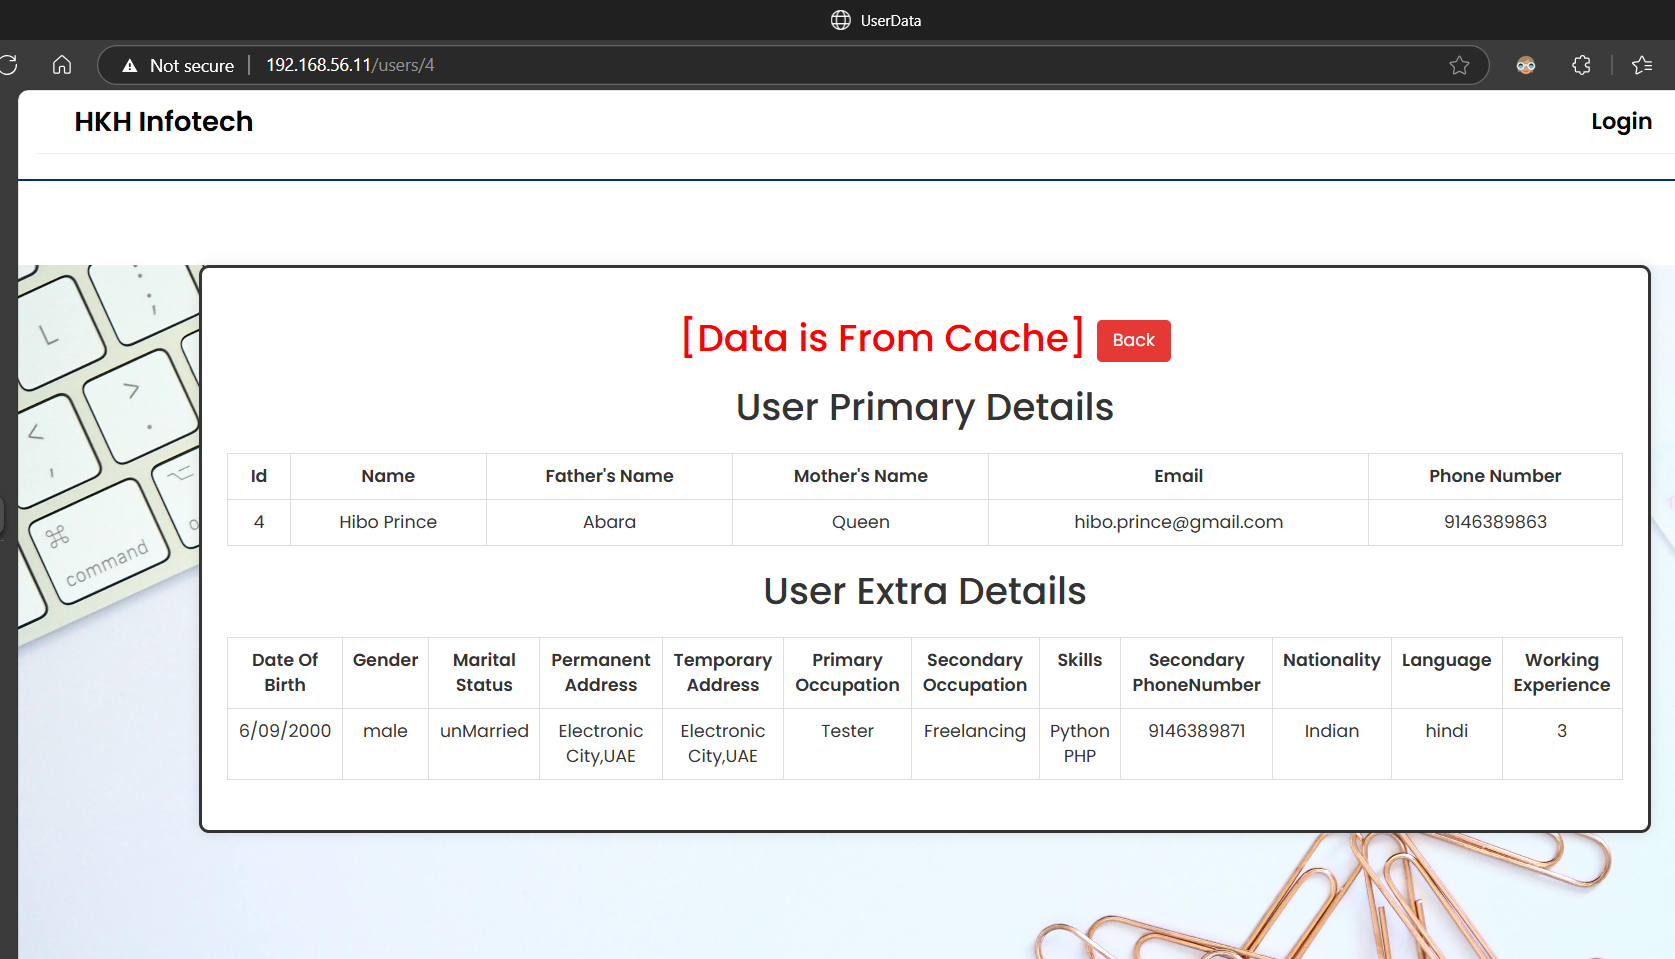 UserData
Not secure | 192.168.56.11/users/4
HKH Infotech
Login
[Data is From Cache] Back
User Primary Details
Id Name Father's Name Mother's Name Email Phone Number
4 Hibo Prince Abara Queen hibo.prince@gmail.com 9146389863
User Extra Details
Date Of Birth Gender Marital Status Permanent Address Temporary Address Primary Occupation Secondary Occupation Skills Secondary PhoneNumber Nationality Language Working Experience
6/09/2000 male unMarried Electronic City,UAE Electronic City,UAE Tester Freelancing Python PHP 9146389871 Indian hindi 3
L
;
>
.
<
,
⌘
command
⌥
o